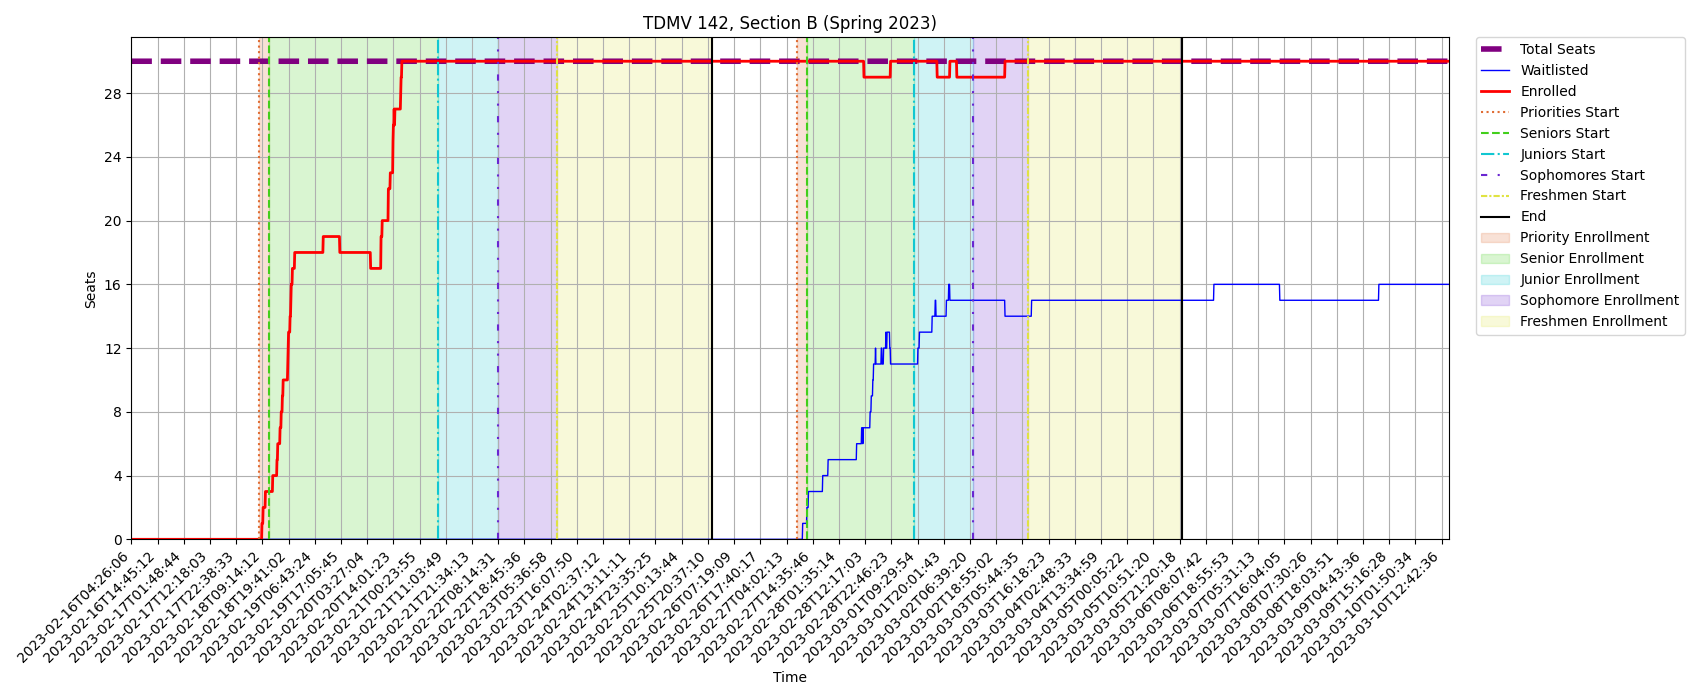 TDMV 142, Section B (Spring 2023)
Seats
28
24
20
16
12
8
4
0
2023-02-16T04:26:06
2023-02-16T14:45:12
2023-02-17T01:48:44
2023-02-17T12:18:03
2023-02-17T22:38:33
2023-02-18T09:14:12
2023-02-18T19:41:02
2023-02-19T06:43:24
2023-02-19T17:05:45
2023-02-20T03:27:04
2023-02-20T14:01:23
2023-02-21T00:23:55
2023-02-21T11:03:49
2023-02-21T21:34:13
2023-02-22T08:14:31
2023-02-22T18:45:36
2023-02-23T05:36:58
2023-02-23T16:07:50
2023-02-24T02:37:12
2023-02-24T13:11:11
2023-02-24T23:35:25
2023-02-25T10:13:44
2023-02-25T20:37:10
2023-02-26T07:19:09
2023-02-26T17:40:17
2023-02-27T04:02:13
2023-02-27T14:35:46
2023-02-28T01:35:14
2023-02-28T12:17:03
2023-02-28T22:46:23
2023-03-01T09:29:54
2023-03-01T20:01:43
2023-03-02T06:39:20
2023-03-02T18:55:02
2023-03-03T05:44:35
2023-03-03T16:18:23
2023-03-04T02:48:33
2023-03-04T13:34:59
2023-03-05T00:05:22
2023-03-05T10:51:20
2023-03-05T21:20:18
2023-03-06T08:07:42
2023-03-06T18:55:53
2023-03-07T05:31:13
2023-03-07T16:04:05
2023-03-08T07:30:26
2023-03-08T18:03:51
2023-03-09T04:43:36
2023-03-09T15:16:28
2023-03-10T01:50:34
2023-03-10T12:42:36
Time
Total Seats
Waitlisted
Enrolled
Priorities Start
Seniors Start
Juniors Start
Sophomores Start
Freshmen Start
End
Priority Enrollment
Senior Enrollment
Junior Enrollment
Sophomore Enrollment
Freshmen Enrollment